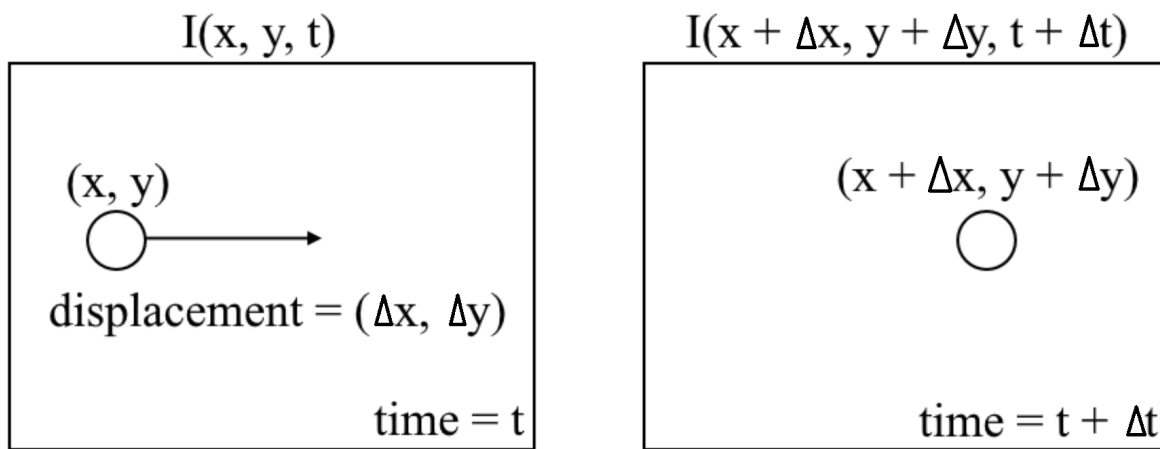 I(x, y, t)
(x, y)
displacement = (Δx, Δy)
time = t
I(x + Δx, y + Δy, t + Δt)
(x + Δx, y + Δy)
time = t + Δt